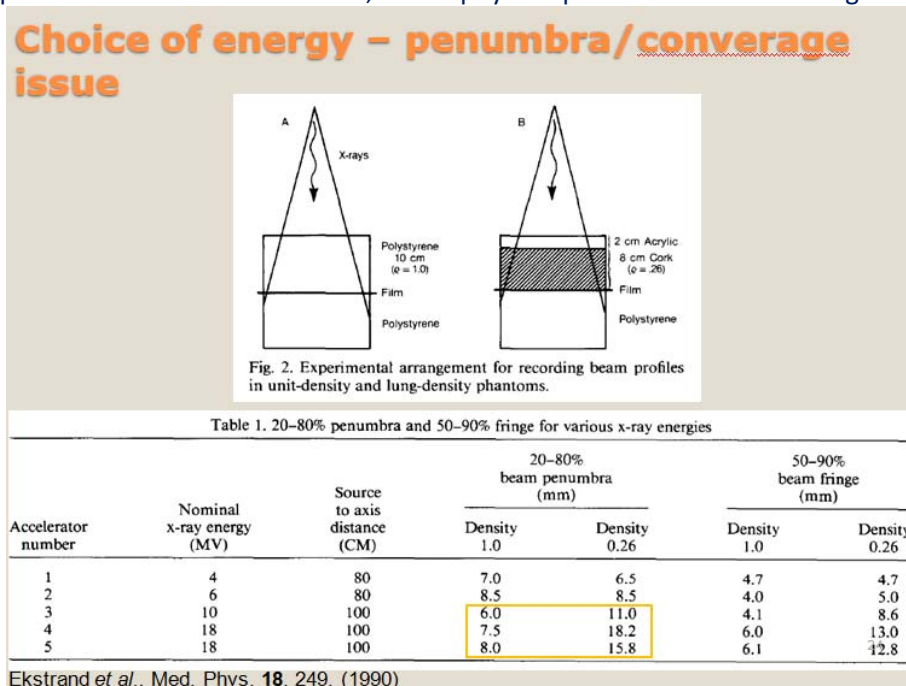 Choice of energy – penumbra/converage
issue
A
B
X-rays
Polystyrene
10 cm
(ϱ = 1.0)
Film
Polystyrene
2 cm Acrylic
8 cm Cork
(ϱ = .26)
Film
Polystyrene
Fig. 2. Experimental arrangement for recording beam profiles
in unit-density and lung-density phantoms.
Table 1. 20–80% penumbra and 50–90% fringe for various x-ray energies
20–80% 50–90%
beam penumbra beam fringe
(mm) (mm)
Accelerator number Nominal x-ray energy (MV) Source to axis distance (CM) Density 1.0 Density 0.26 Density 1.0 Density 0.26
1 4 80 7.0 6.5 4.7 4.7
2 6 80 8.5 8.5 4.0 5.0
3 10 100 6.0 11.0 4.1 8.6
4 18 100 7.5 18.2 6.0 13.0
5 18 100 8.0 15.8 6.1 12.8
Ekstrand et al., Med. Phys. 18, 249, (1990)